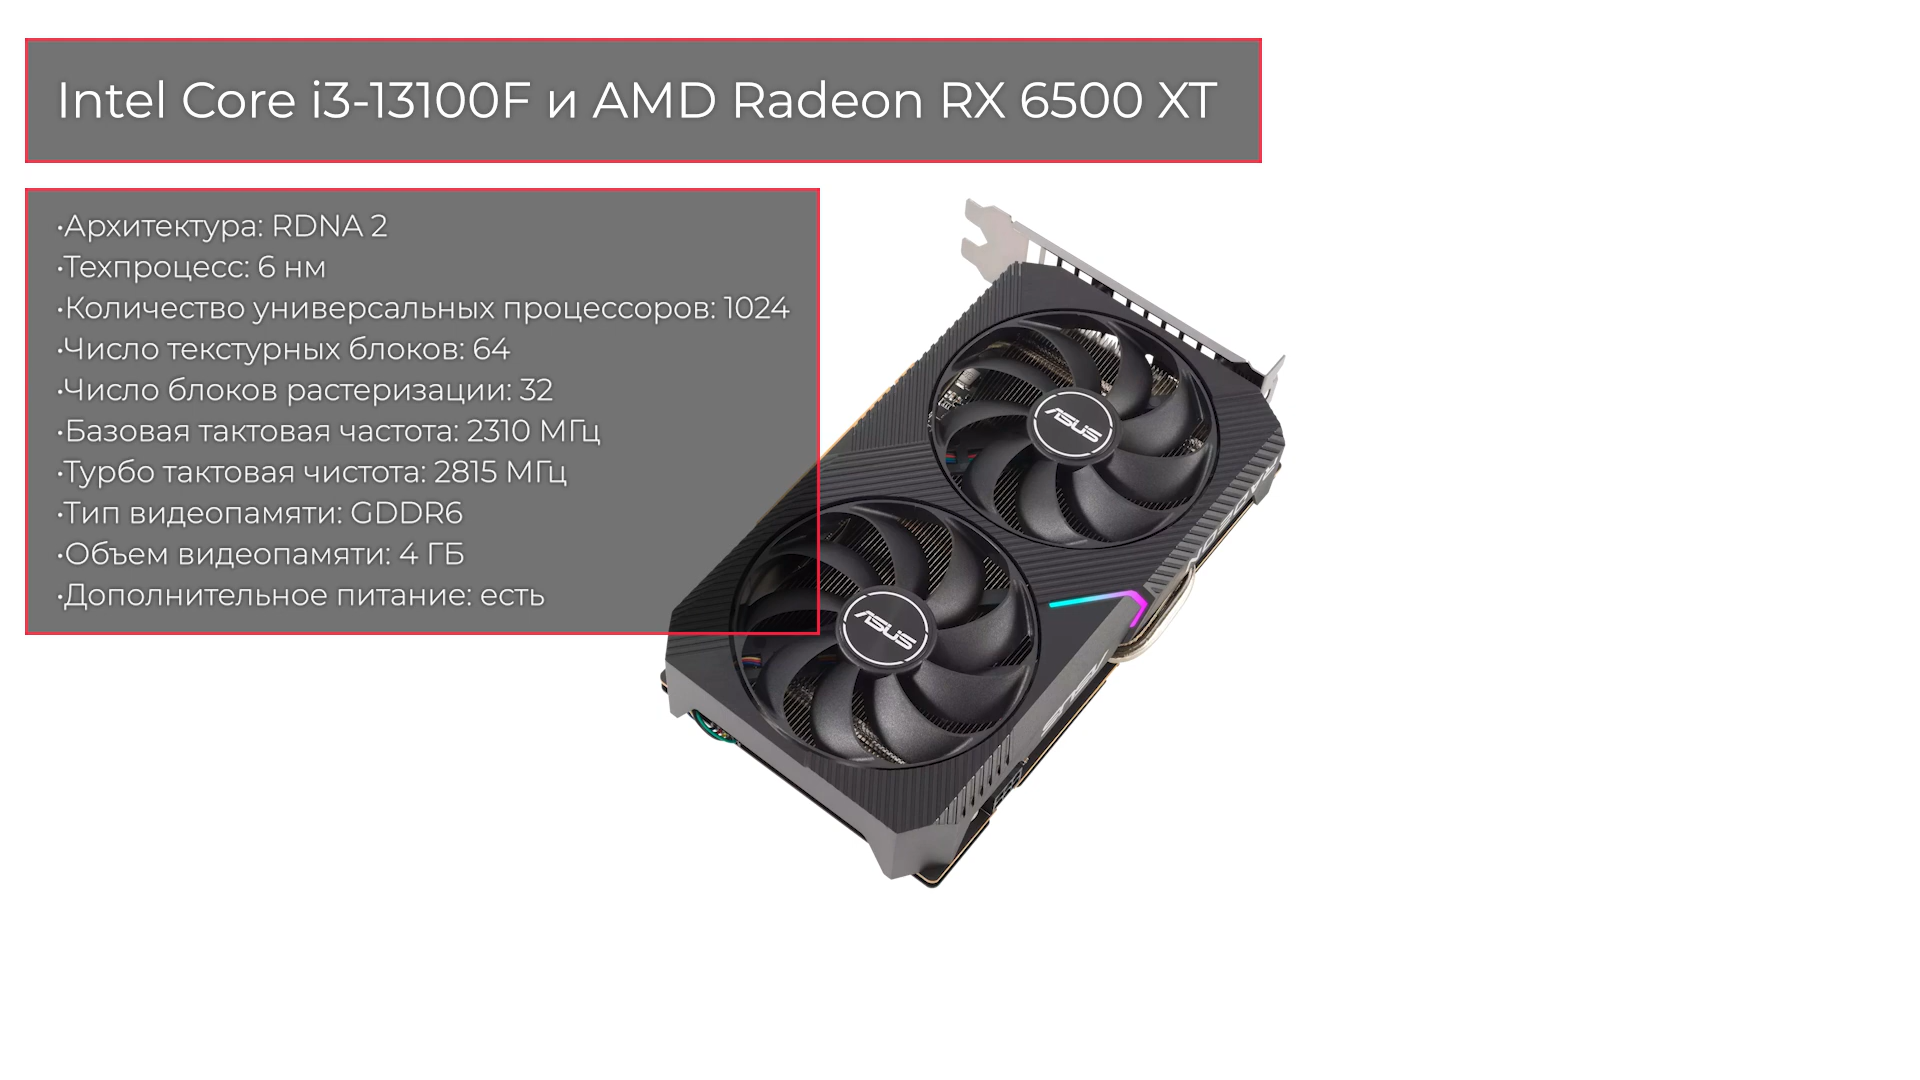 Intel Core i3-13100F и AMD Radeon RX 6500 XT
•Архитектура: RDNA 2
•Техпроцесс: 6 нм
•Количество универсальных процессоров: 1024
•Число текстурных блоков: 64
•Число блоков растеризации: 32
•Базовая тактовая частота: 2310 МГц
•Турбо тактовая чистота: 2815 МГц
•Тип видеопамяти: GDDR6
•Объем видеопамяти: 4 ГБ
•Дополнительное питание: есть
ASUS
RADEON
ASUS
ASUS